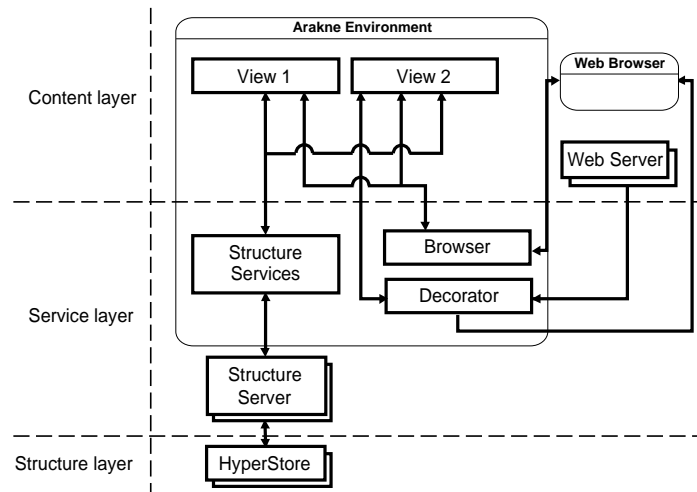 Arakne Environment
View 1
View 2
Web Browser
Content layer
Web Server
Structure
Services
Browser
Decorator
Service layer
Structure
Server
Structure layer
HyperStore